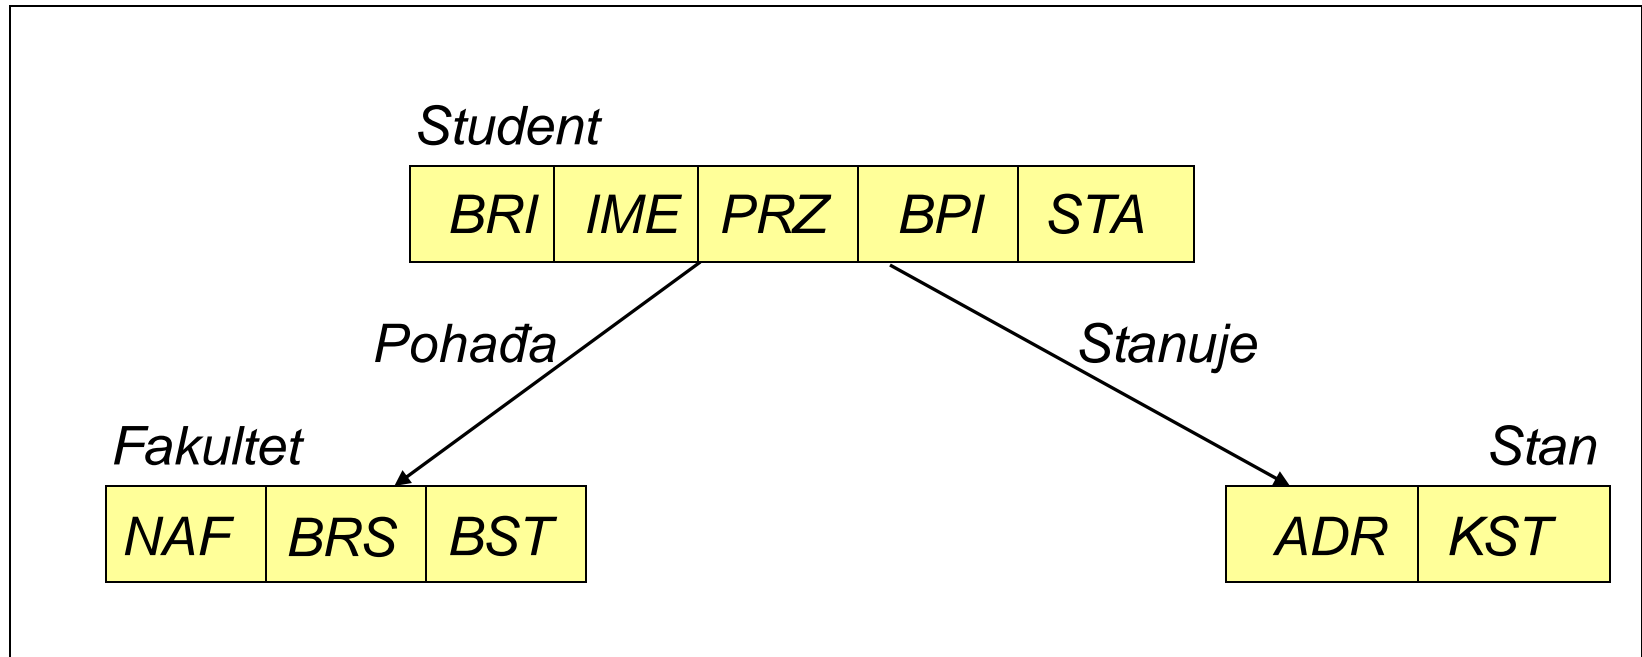 Student
BRI IME PRZ BPI STA
Pohađa Stanuje
Fakultet Stan
NAF BRS BST ADR KST